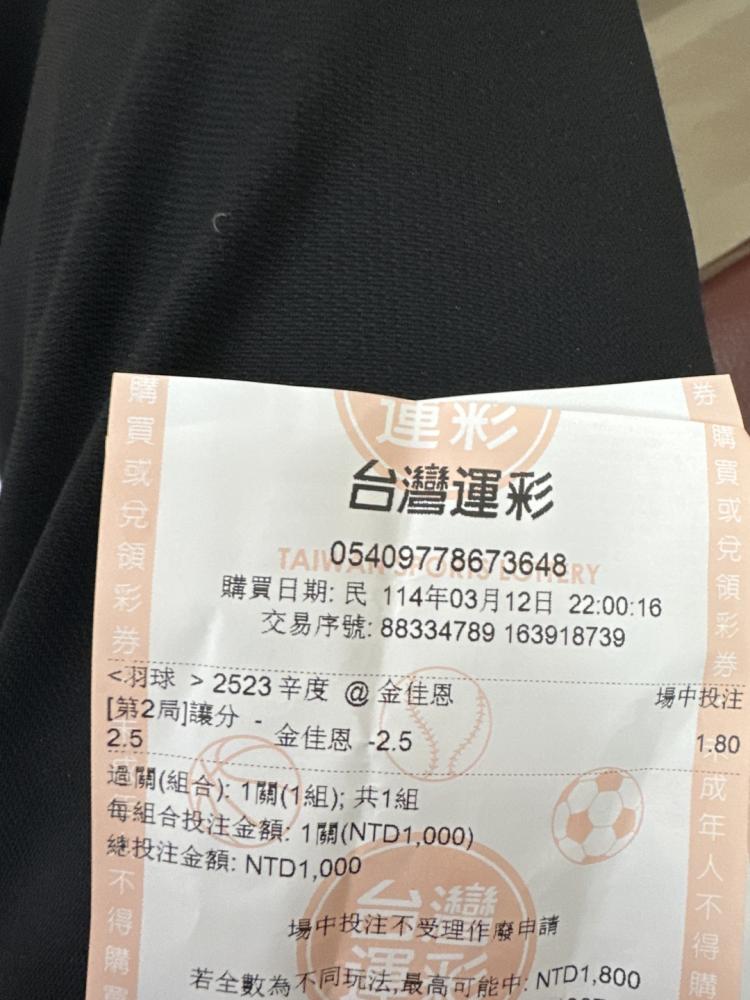 運彩
台灣運彩
TAIWAN SPORTS LOTTERY
05409778673648
購買日期: 民 114年03月12日 22:00:16
交易序號: 88334789 163918739
<羽球 > 2523 辛度 @ 金佳恩 場中投注
[第2局]讓分 -
2.5 金佳恩 -2.5 1.80
過關(組合): 1關(1組); 共1組
每組合投注金額: 1關(NTD1,000)
總投注金額: NTD1,000
場中投注不受理作廢申請
若全數為不同玩法,最高可能中: NTD1,800
台灣
運彩
購買或兌領彩券
不得購買
券
購買或兌領彩券
未成年人不得購